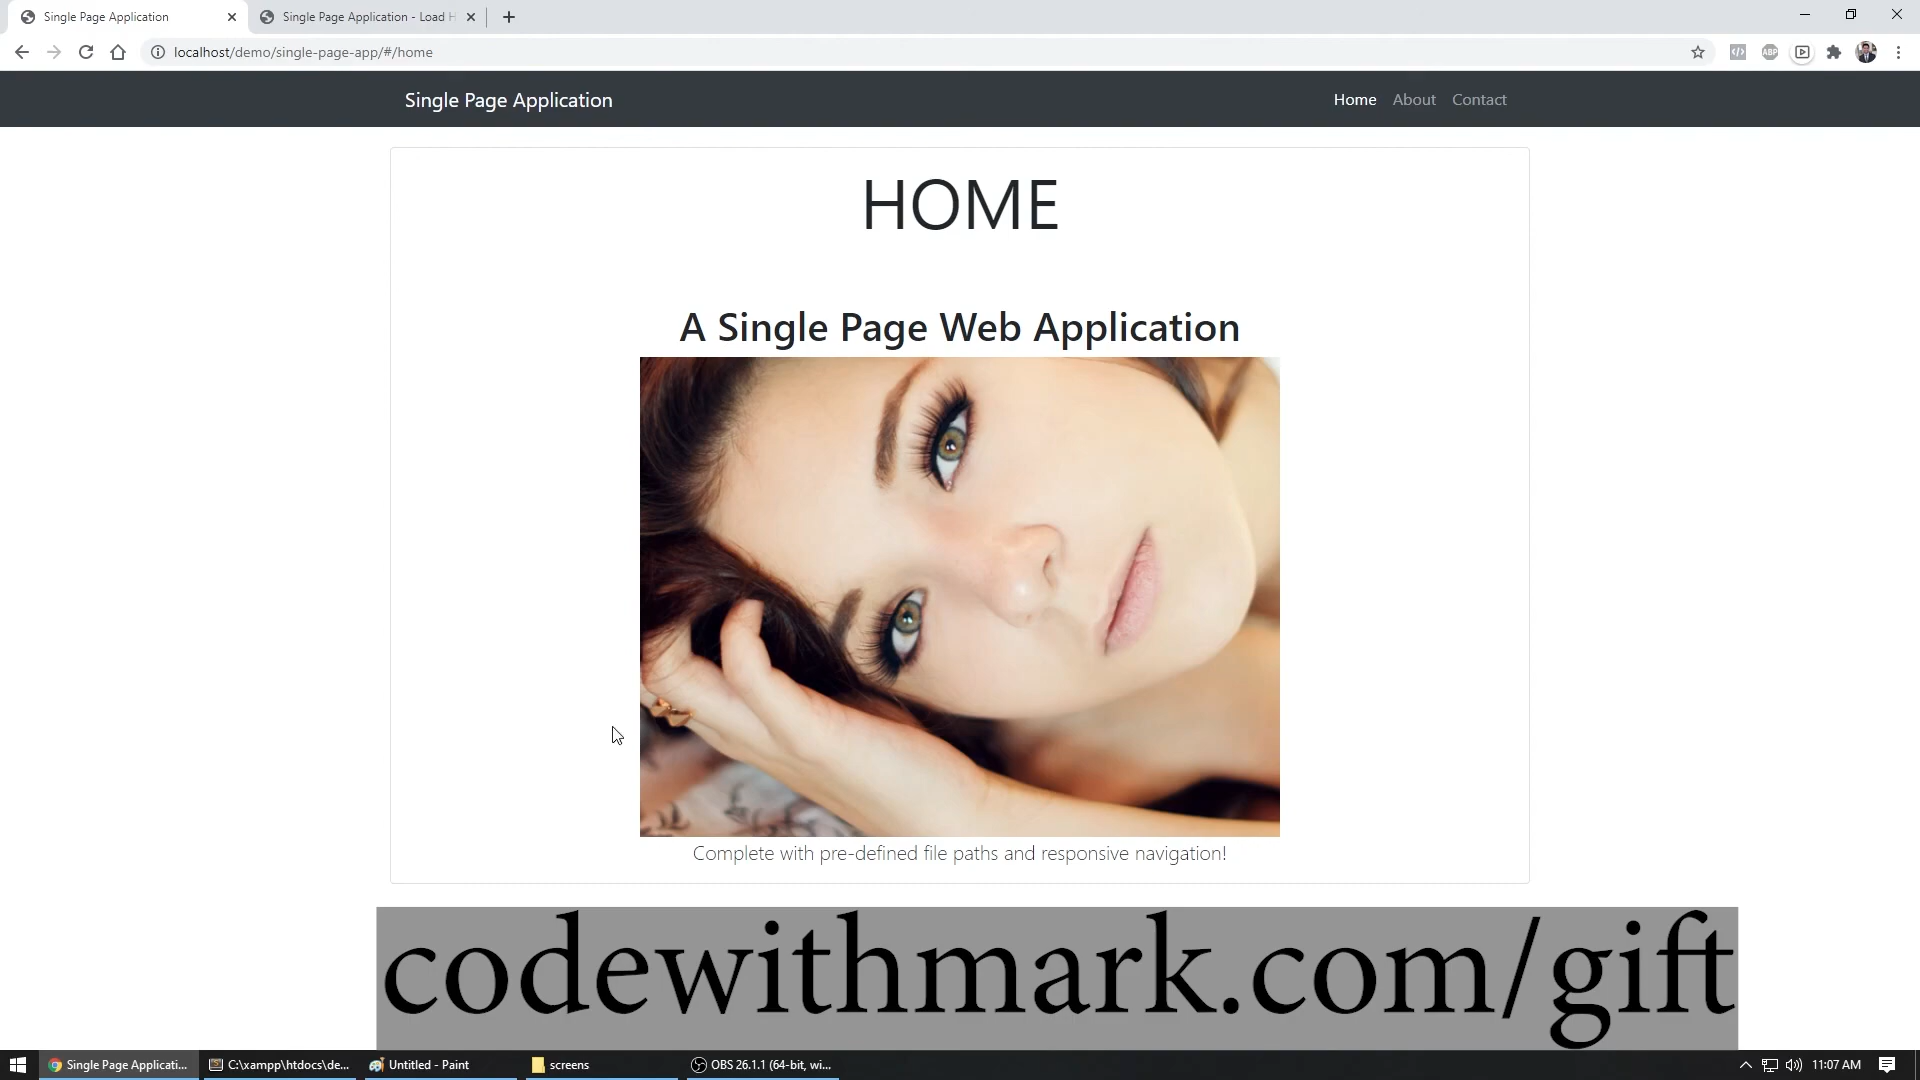 Single Page Application
Single Page Application - Load H
localhost/demo/single-page-app/#/home
ABP
Single Page Application
Home About Contact
HOME
A Single Page Web Application
Complete with pre-defined file paths and responsive navigation!
codewithmark.com/gift
Single Page Applicati...
C:\xampp\htdocs\de...
Untitled - Paint
screens
OBS 26.1.1 (64-bit, wi...
11:07 AM